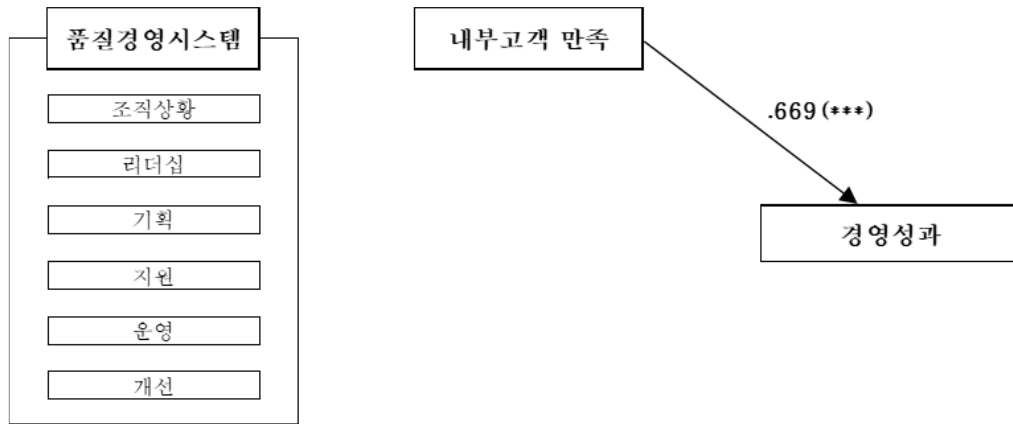 품질경영시스템
조직상황
리더십
기획
지원
운영
개선
내부고객 만족
.669 (***)
경영성과